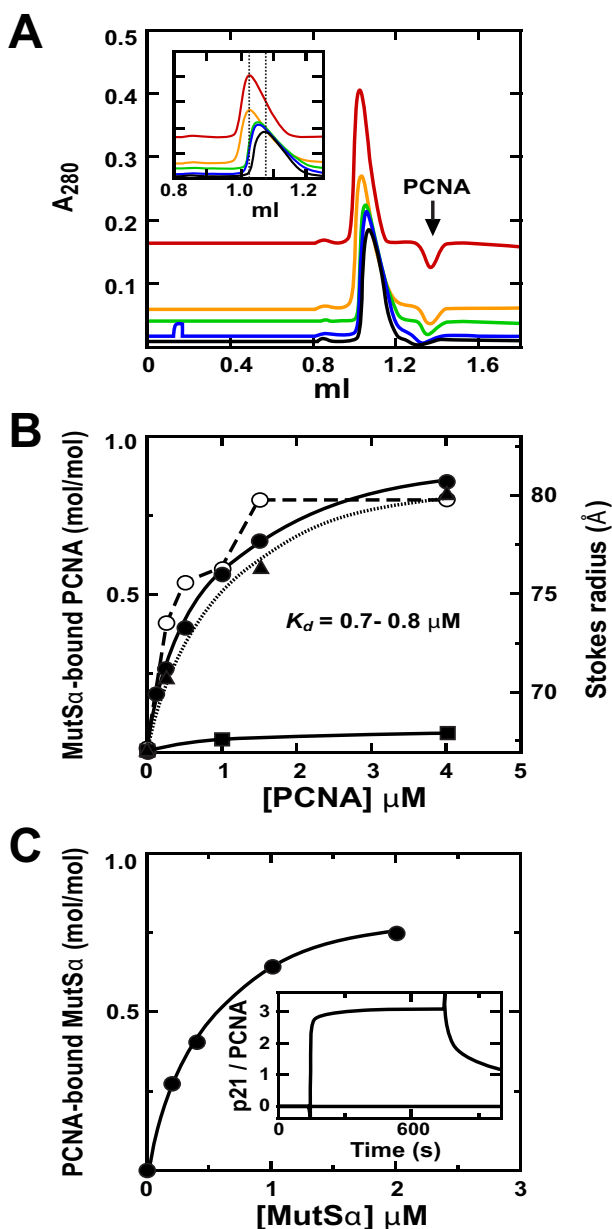 A
0.5
0.4
0.3
0.2
0.1
A280
0 0.4 0.8 1.2 1.6
ml
0.8 1.0 1.2
ml
PCNA
B
MutSα-bound PCNA (mol/mol)
1.0
0.5
0 1 2 3 4 5
[PCNA] μM
Kd = 0.7- 0.8 μM
80
76
70
Stokes radius (Å)
C
PCNA-bound MutSα (mol/mol)
1.0
0.5
0 1 2 3
[MutSα] μM
p21 / PCNA
3
2
1
0
0 600
Time (s)